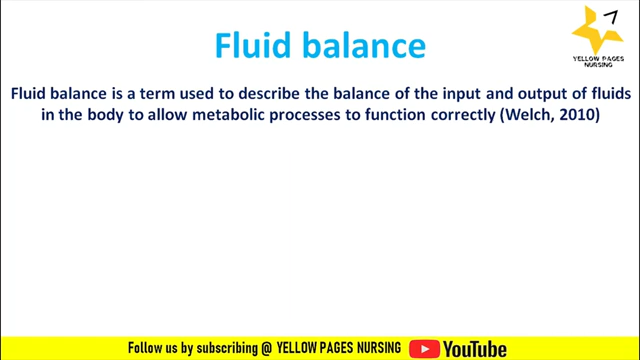 Fluid balance
YELLOW PAGES
NURSING
Fluid balance is a term used to describe the balance of the input and output of fluids
in the body to allow metabolic processes to function correctly (Welch, 2010)
Follow us by subscribing @ YELLOW PAGES NURSING YouTube